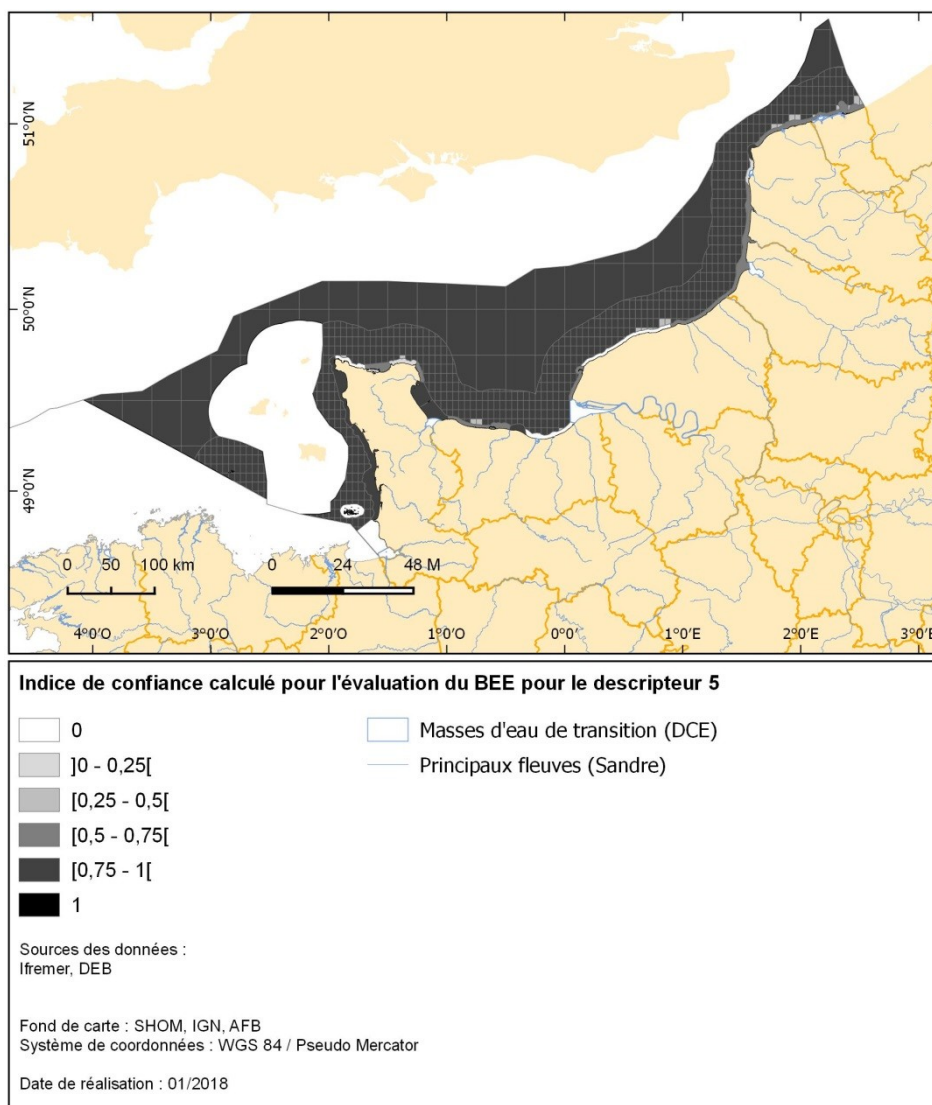 51°0'N
50°0'N
49°0'N
0 50 100 km
0 24 48 M
4°0'O 3°0'O 2°0'O 1°0'O 0°0' 1°0'E 2°0'E 3°0'E
Indice de confiance calculé pour l'évaluation du BEE pour le descripteur 5
0
]0 - 0,25[
[0,25 - 0,5[
[0,5 - 0,75[
[0,75 - 1[
1
Masses d'eau de transition (DCE)
Principaux fleuves (Sandre)
Sources des données :
Ifremer, DEB
Fond de carte : SHOM, IGN, AFB
Système de coordonnées : WGS 84 / Pseudo Mercator
Date de réalisation : 01/2018